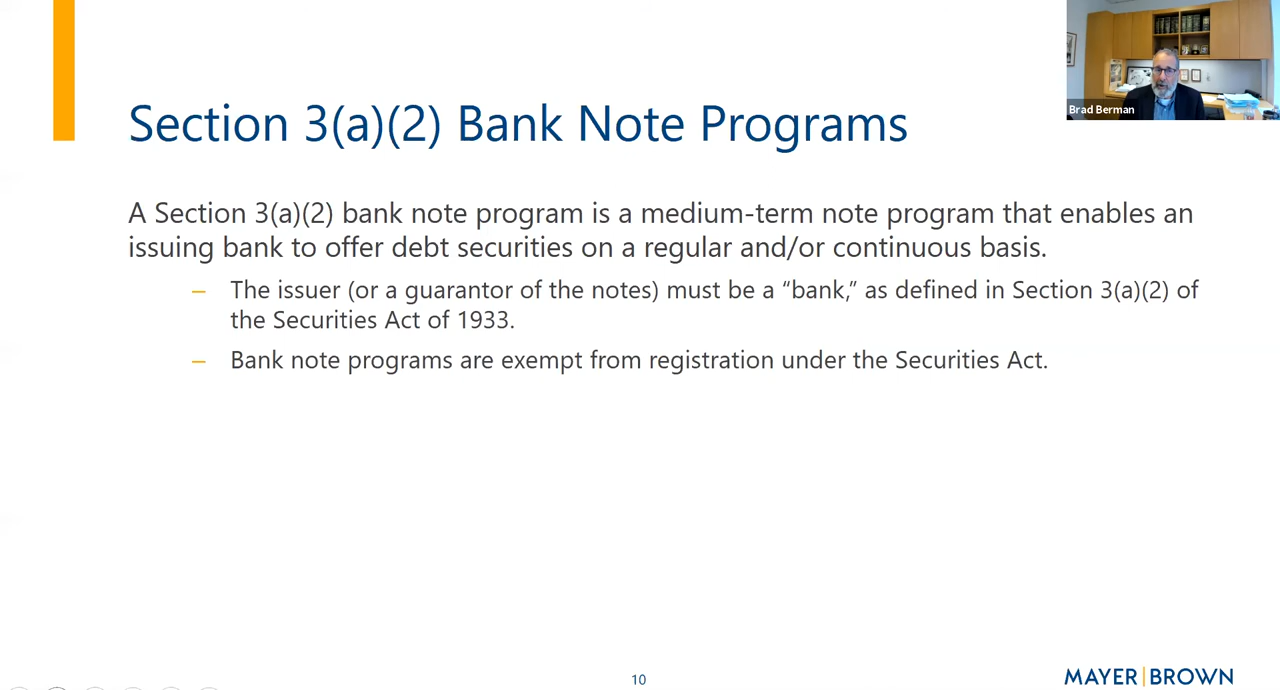 Brad Berman
Section 3(a)(2) Bank Note Programs
A Section 3(a)(2) bank note program is a medium-term note program that enables an
issuing bank to offer debt securities on a regular and/or continuous basis.
– The issuer (or a guarantor of the notes) must be a “bank,” as defined in Section 3(a)(2) of
the Securities Act of 1933.
– Bank note programs are exempt from registration under the Securities Act.
10
MAYER|BROWN